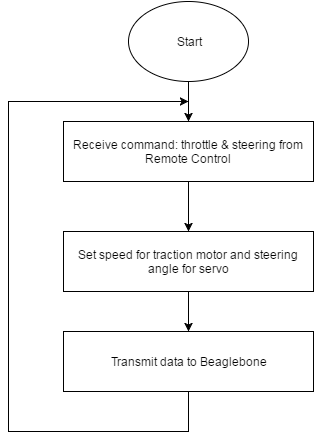 Start
Receive command: throttle & steering from
Remote Control
Set speed for traction motor and steering
angle for servo
Transmit data to Beaglebone